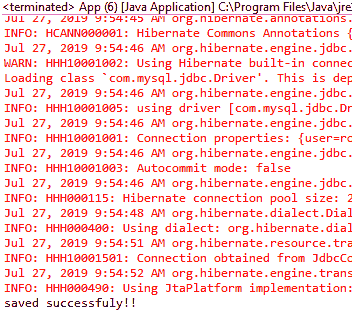 <terminated> App (6) [Java Application] C:\Program Files\Java\jre
Jul 27, 2019 9:54:45 AM org.hibernate.annotations.
INFO: HCANN000001: Hibernate Commons Annotations {
Jul 27, 2019 9:54:46 AM org.hibernate.engine.jdbc.
WARN: HHH10001002: Using Hibernate built-in connec
Loading class `com.mysql.jdbc.Driver'. This is dep
Jul 27, 2019 9:54:46 AM org.hibernate.engine.jdbc.
INFO: HHH10001005: using driver [com.mysql.jdbc.Dr
Jul 27, 2019 9:54:46 AM org.hibernate.engine.jdbc.
INFO: HHH10001001: Connection properties: {user=ro
Jul 27, 2019 9:54:46 AM org.hibernate.engine.jdbc.
INFO: HHH10001003: Autocommit mode: false
Jul 27, 2019 9:54:46 AM org.hibernate.engine.jdbc.
INFO: HHH000115: Hibernate connection pool size: 2
Jul 27, 2019 9:54:48 AM org.hibernate.dialect.Dial
INFO: HHH000400: Using dialect: org.hibernate.dial
Jul 27, 2019 9:54:51 AM org.hibernate.resource.tra
INFO: HHH10001501: Connection obtained from JdbcCo
Jul 27, 2019 9:54:52 AM org.hibernate.engine.trans
INFO: HHH000490: Using JtaPlatform implementation:
saved successfuly!!